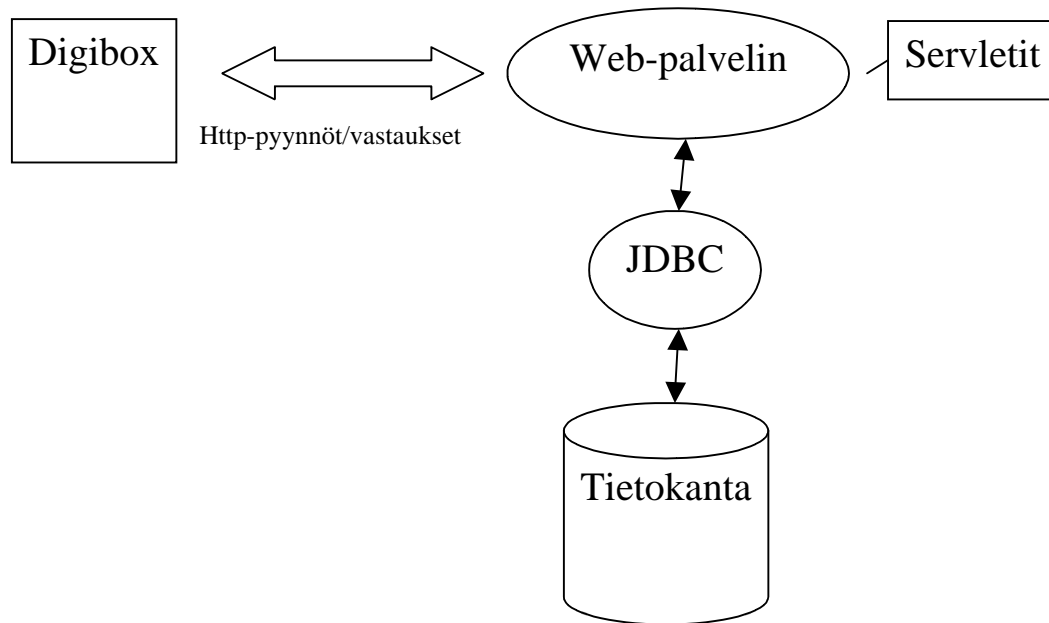 Digibox
Web-palvelin
Servletit
Http-pyynnöt/vastaukset
JDBC
Tietokanta